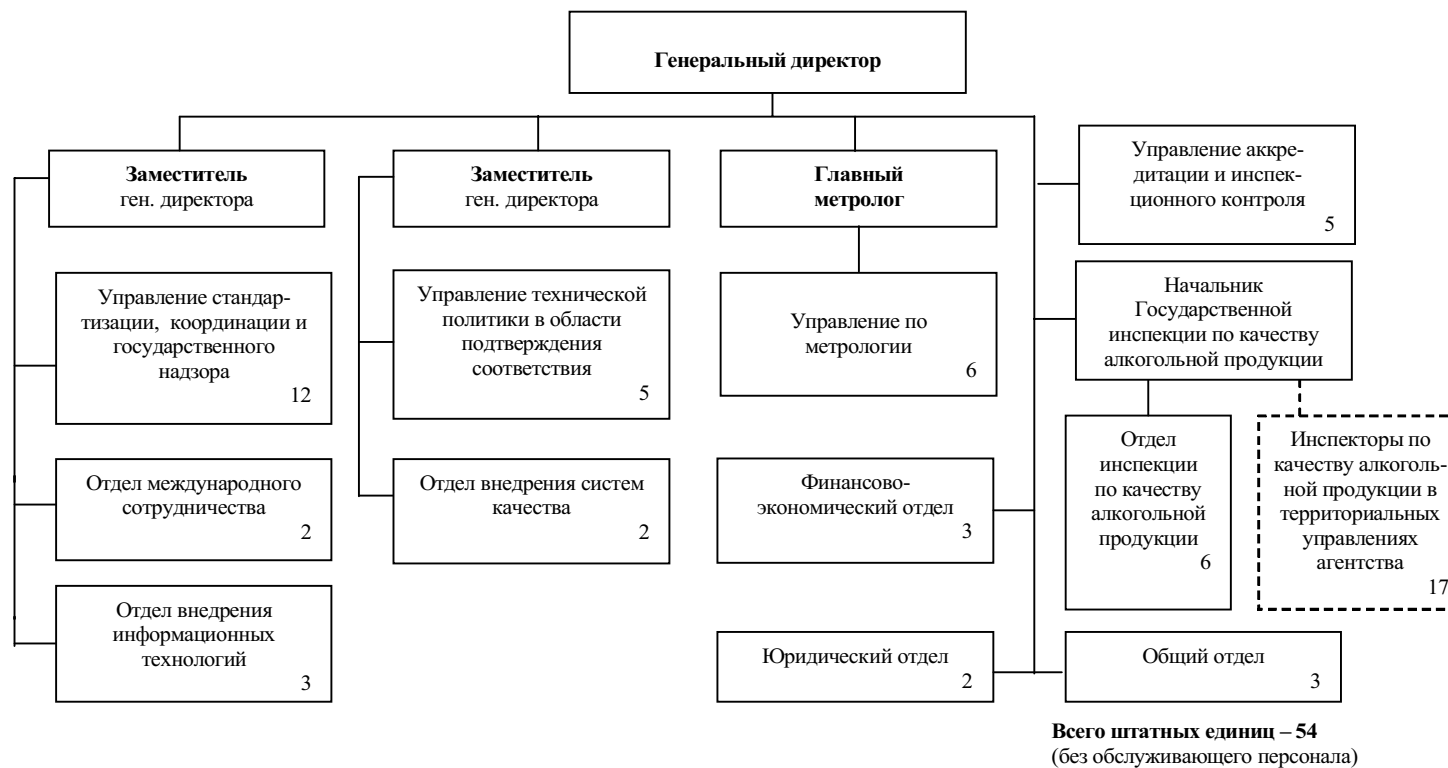 Генеральный директор
Заместитель
ген. директора
Заместитель
ген. директора
Главный
метролог
Управление аккре-
дитации и инспек-
ционного контроля
5
Управление стандар-
тизации, координации и
государственного
надзора
12
Управление технической
политики в области
подтверждения
соответствия
5
Управление по
метрологии
6
Начальник
Государственной
инспекции по качеству
алкогольной продукции
Отдел международного
сотрудничества
2
Отдел внедрения систем
качества
2
Финансово-
экономический отдел
3
Отдел
инспекции
по качеству
алкогольной
продукции
6
Инспекторы по
качеству алкоголь-
ной продукции в
территориальных
управлениях
агентства
17
Отдел внедрения
информационных
технологий
3
Юридический отдел
2
Общий отдел
3
Всего штатных единиц – 54
(без обслуживающего персонала)